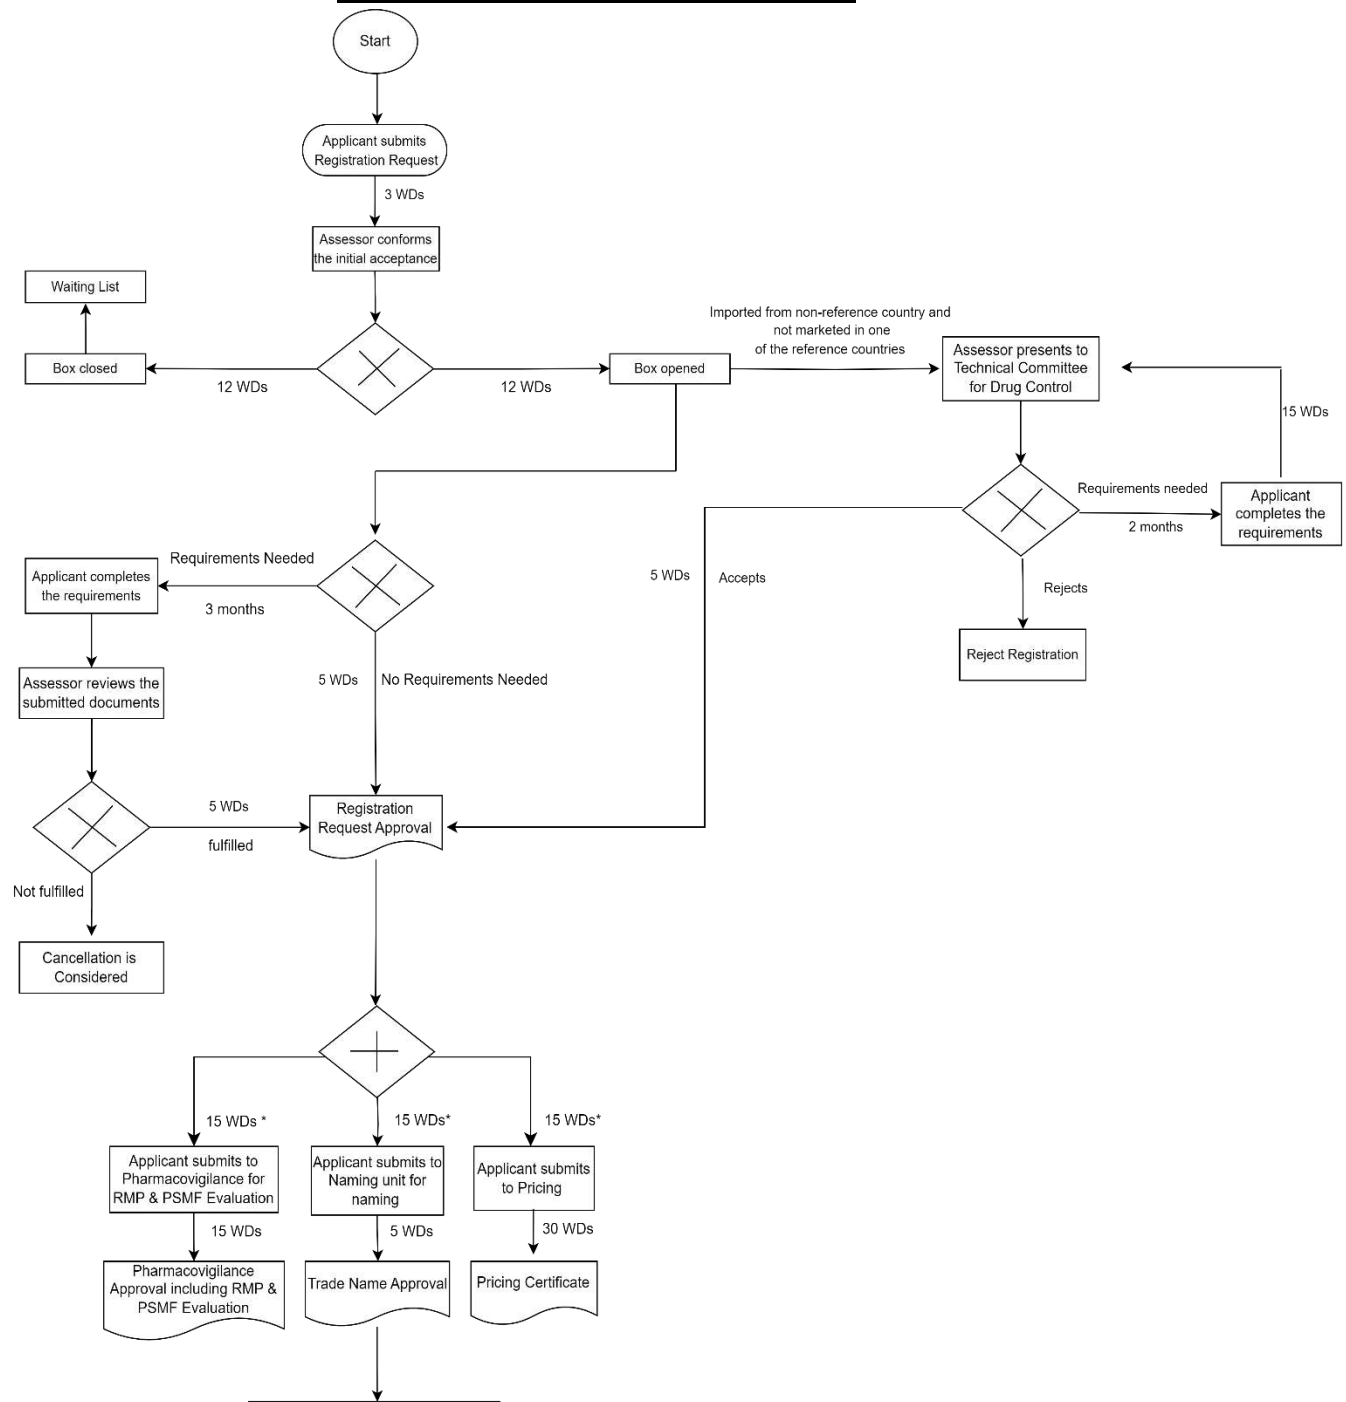 Start
Applicant submits
Registration Request
3 WDs
Assessor conforms
the initial acceptance
Waiting List
Box closed
12 WDs
12 WDs
Box opened
Imported from non-reference country and
not marketed in one
of the reference countries
Assessor presents to
Technical Committee
for Drug Control
15 WDs
Requirements needed
2 months
Applicant
completes the
requirements
5 WDs
Accepts
Rejects
Reject Registration
Requirements Needed
3 months
Applicant completes
the requirements
5 WDs
No Requirements Needed
Assessor reviews the
submitted documents
5 WDs
fulfilled
Registration
Request Approval
Not fulfilled
Cancellation is
Considered
15 WDs *
15 WDs*
15 WDs*
Applicant submits to
Pharmacovigilance for
RMP & PSMF Evaluation
Applicant submits to
Naming unit for
naming
Applicant submits
to Pricing
15 WDs
5 WDs
30 WDs
Pharmacovigilance
Approval including RMP &
PSMF Evaluation
Trade Name Approval
Pricing Certificate